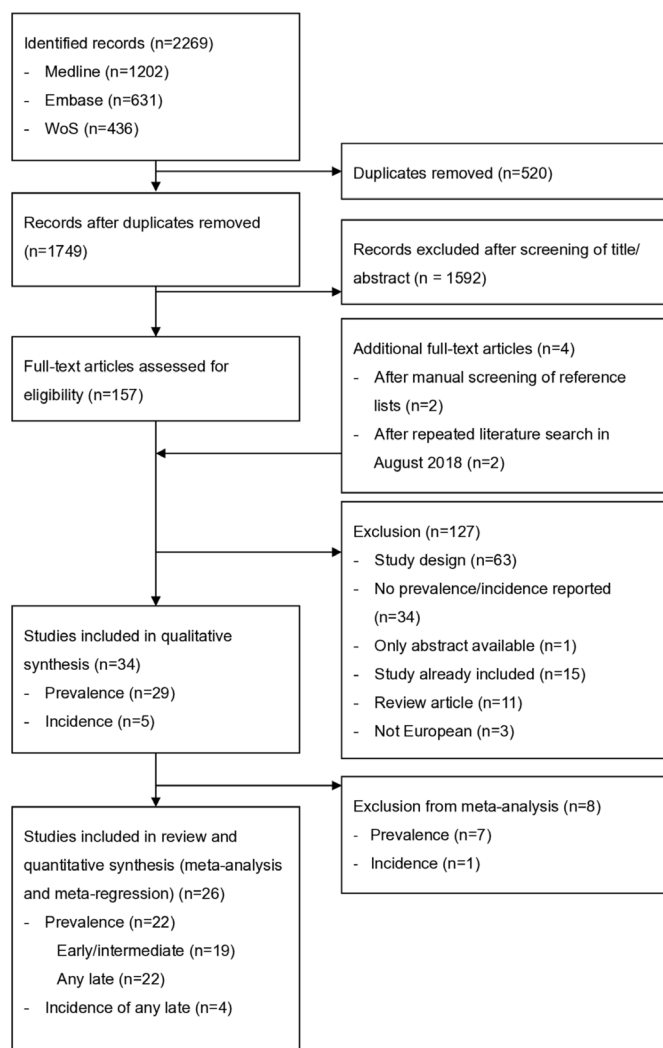 Identified records (n=2269)
- Medline (n=1202)
- Embase (n=631)
- WoS (n=436)
Duplicates removed (n=520)
Records after duplicates removed
(n=1749)
Records excluded after screening of title/
abstract (n = 1592)
Full-text articles assessed for
eligibility (n=157)
Additional full-text articles (n=4)
- After manual screening of reference
lists (n=2)
- After repeated literature search in
August 2018 (n=2)
Exclusion (n=127)
- Study design (n=63)
- No prevalence/incidence reported
(n=34)
- Only abstract available (n=1)
- Study already included (n=15)
- Review article (n=11)
- Not European (n=3)
Studies included in qualitative
synthesis (n=34)
- Prevalence (n=29)
- Incidence (n=5)
Exclusion from meta-analysis (n=8)
- Prevalence (n=7)
- Incidence (n=1)
Studies included in review and
quantitative synthesis (meta-analysis
and meta-regression) (n=26)
- Prevalence (n=22)
Early/intermediate (n=19)
Any late (n=22)
- Incidence of any late (n=4)